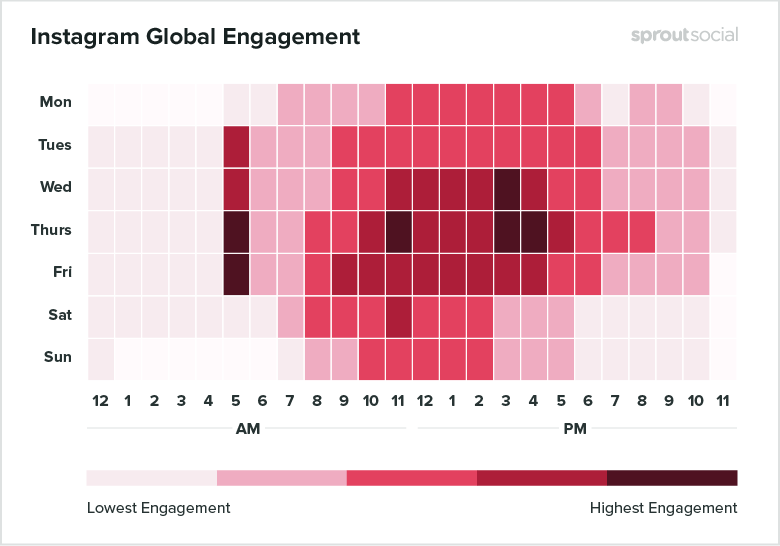 Instagram Global Engagement
sproutsocial
Mon
Tues
Wed
Thurs
Fri
Sat
Sun
12 1 2 3 4 5 6 7 8 9 10 11 12 1 2 3 4 5 6 7 8 9 10 11
AM PM
Lowest Engagement Highest Engagement